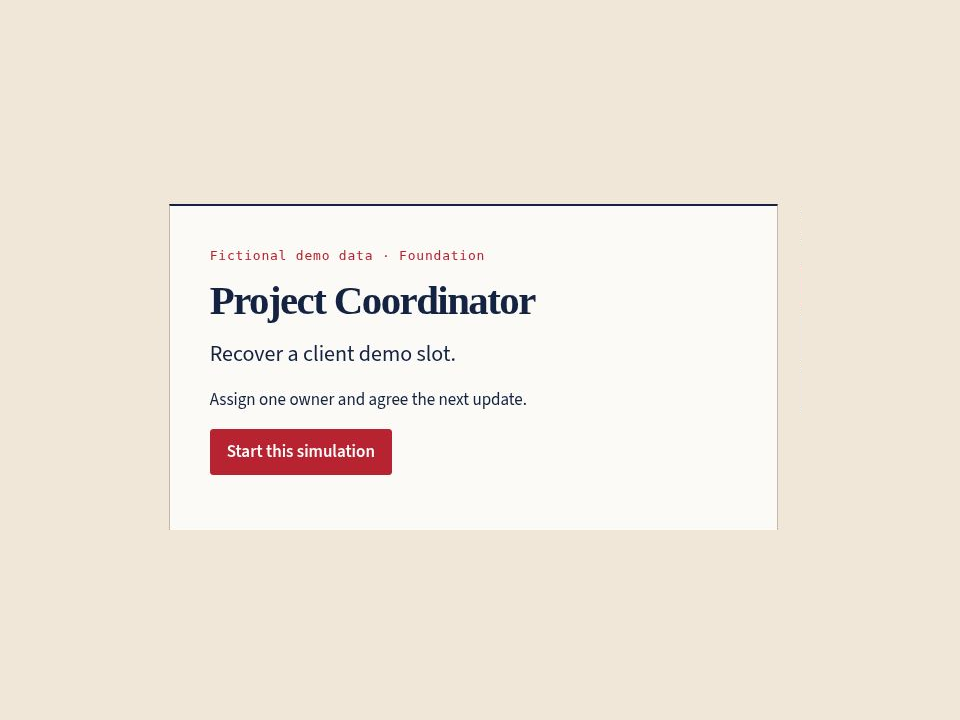 Fictional demo data · Foundation
Project Coordinator
Recover a client demo slot.
Assign one owner and agree the next update.
Start this simulation